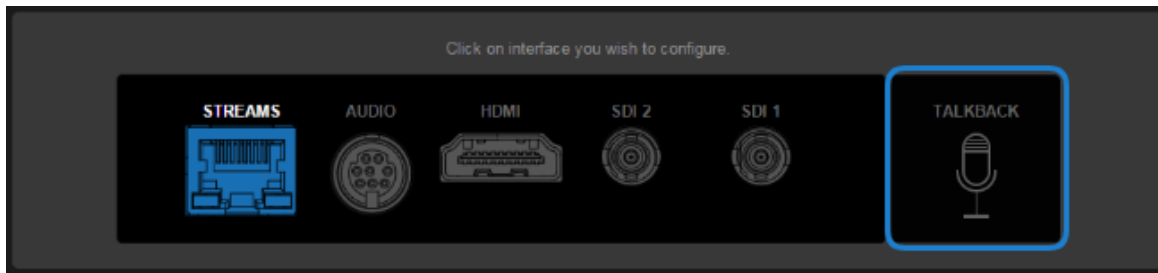 Click on interface you wish to configure.
STREAMS AUDIO HDMI SDI 2 SDI 1 TALKBACK